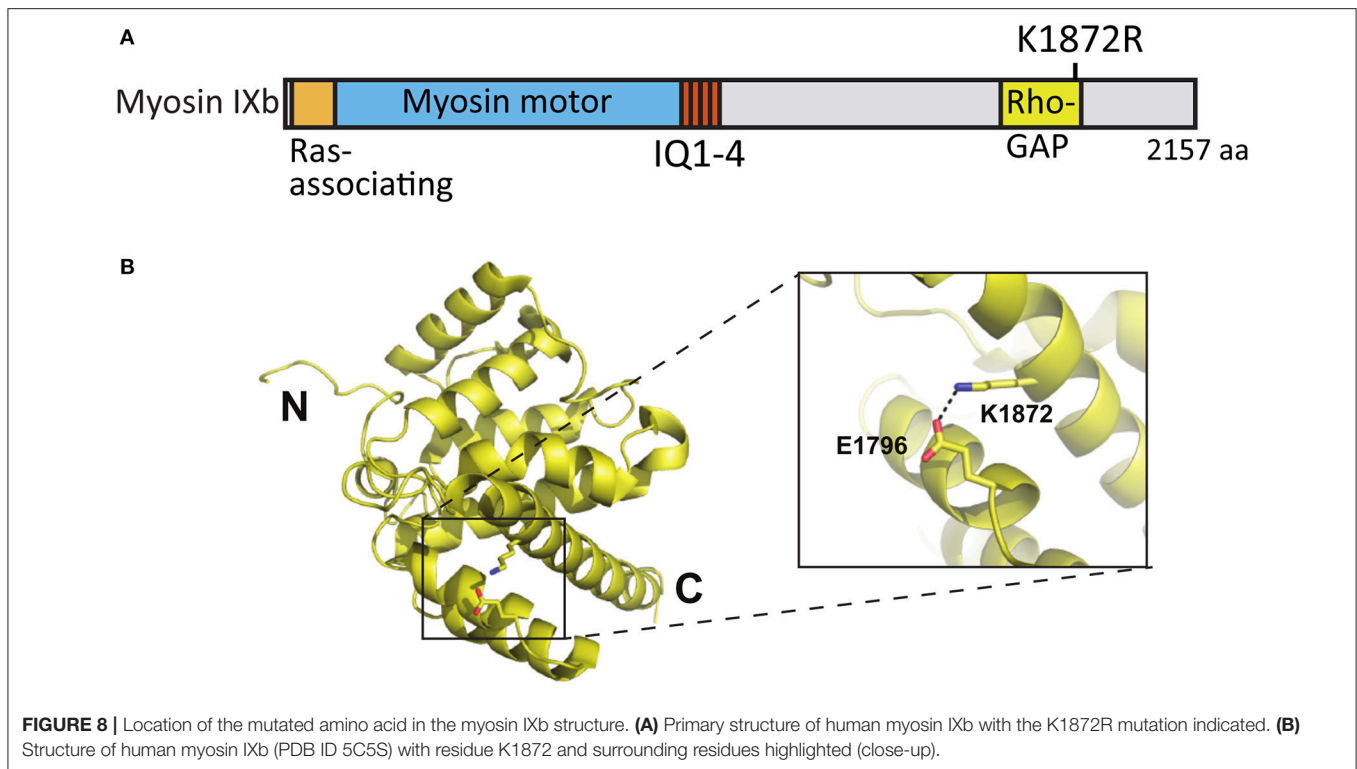 A
K1872R
Myosin IXb
Myosin motor
Rho-
GAP
Ras-
associating
IQ1-4
2157 aa
B
N
C
K1872
E1796
FIGURE 8 | Location of the mutated amino acid in the myosin IXb structure. (A) Primary structure of human myosin IXb with the K1872R mutation indicated. (B)
Structure of human myosin IXb (PDB ID 5C5S) with residue K1872 and surrounding residues highlighted (close-up).